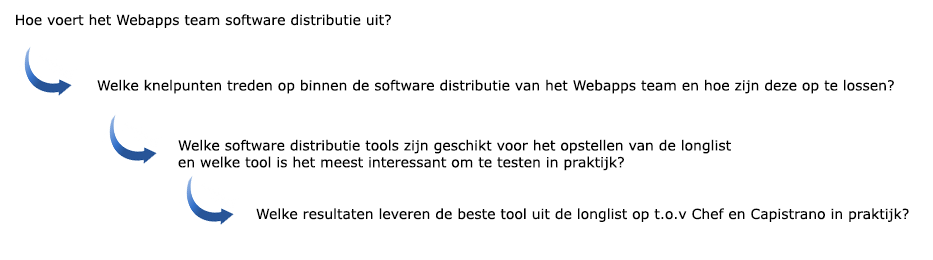 Hoe voert het Webapps team software distributie uit?
Welke knelpunten treden op binnen de software distributie van het Webapps team en hoe zijn deze op te lossen?
Welke software distributie tools zijn geschikt voor het opstellen van de longlist
en welke tool is het meest interessant om te testen in praktijk?
Welke resultaten leveren de beste tool uit de longlist op t.o.v Chef en Capistrano in praktijk?